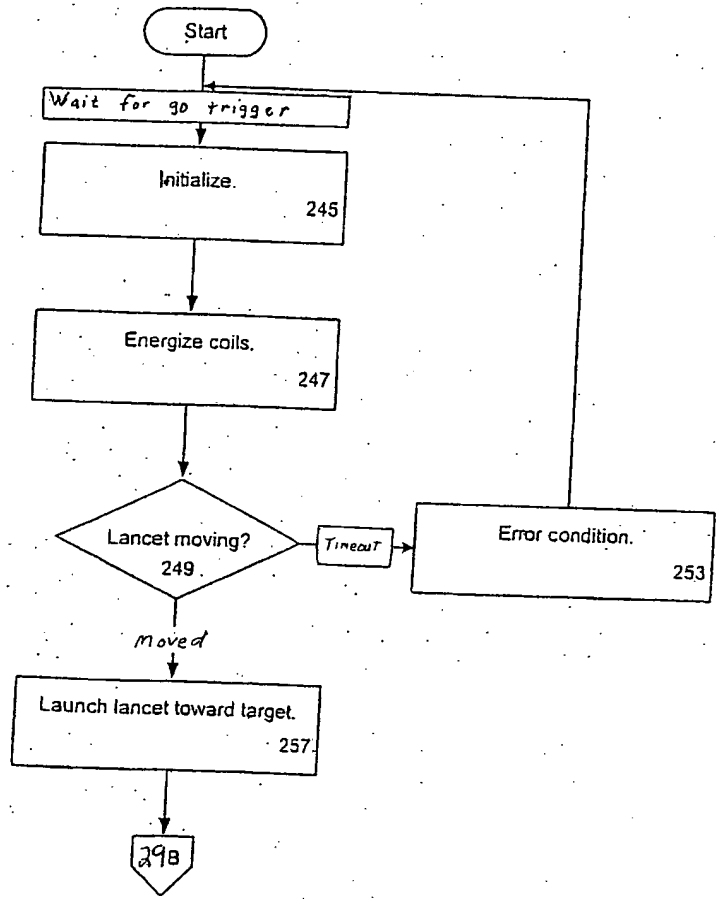 Start
Wait for go trigger
Initialize.
245
Energize coils.
247
Lancet moving?
249
Timeout
Error condition.
253
moved
Launch lancet toward target.
257
29B